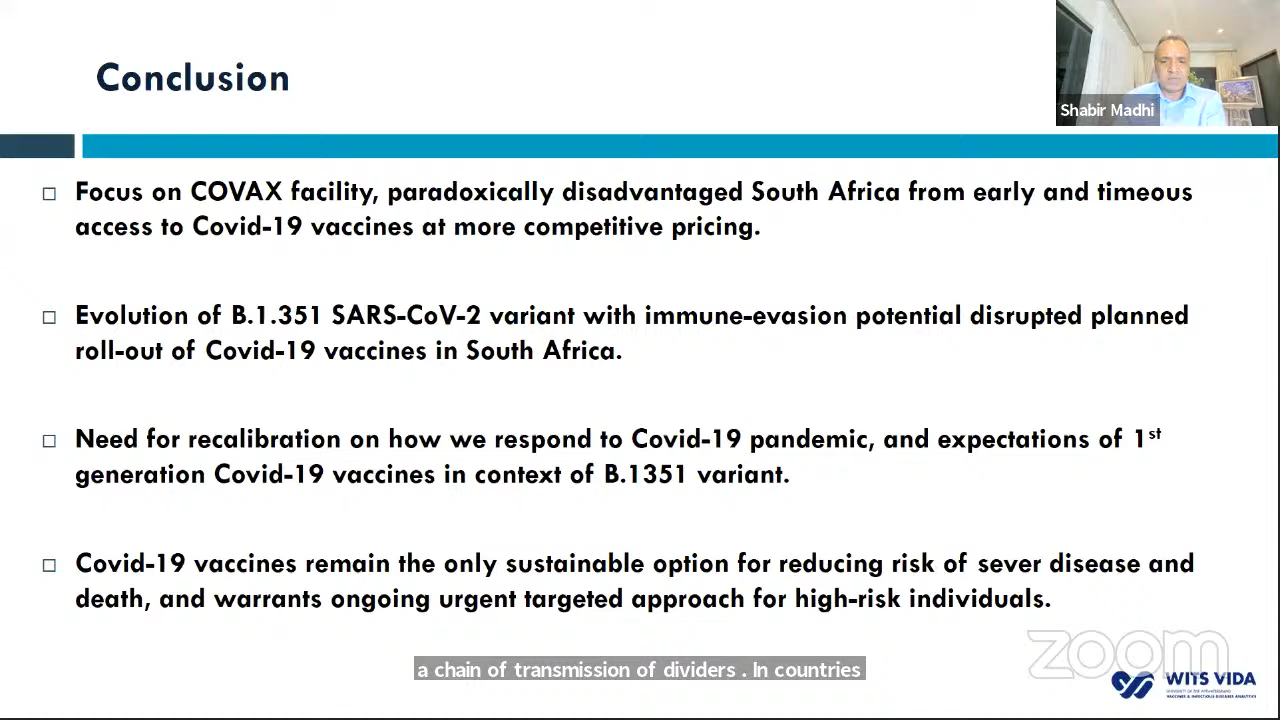 Conclusion
Shabir Madhi
Focus on COVAX facility, paradoxically disadvantaged South Africa from early and timeous
access to Covid-19 vaccines at more competitive pricing.
Evolution of B.1.351 SARS-CoV-2 variant with immune-evasion potential disrupted planned
roll-out of Covid-19 vaccines in South Africa.
Need for recalibration on how we respond to Covid-19 pandemic, and expectations of 1st
generation Covid-19 vaccines in context of B.1351 variant.
Covid-19 vaccines remain the only sustainable option for reducing risk of sever disease and
death, and warrants ongoing urgent targeted approach for high-risk individuals.
a chain of transmission of dividers . In countries
zoom
WITS VIDA
VACCINES & INFECTIOUS DISEASES ANALYTICS